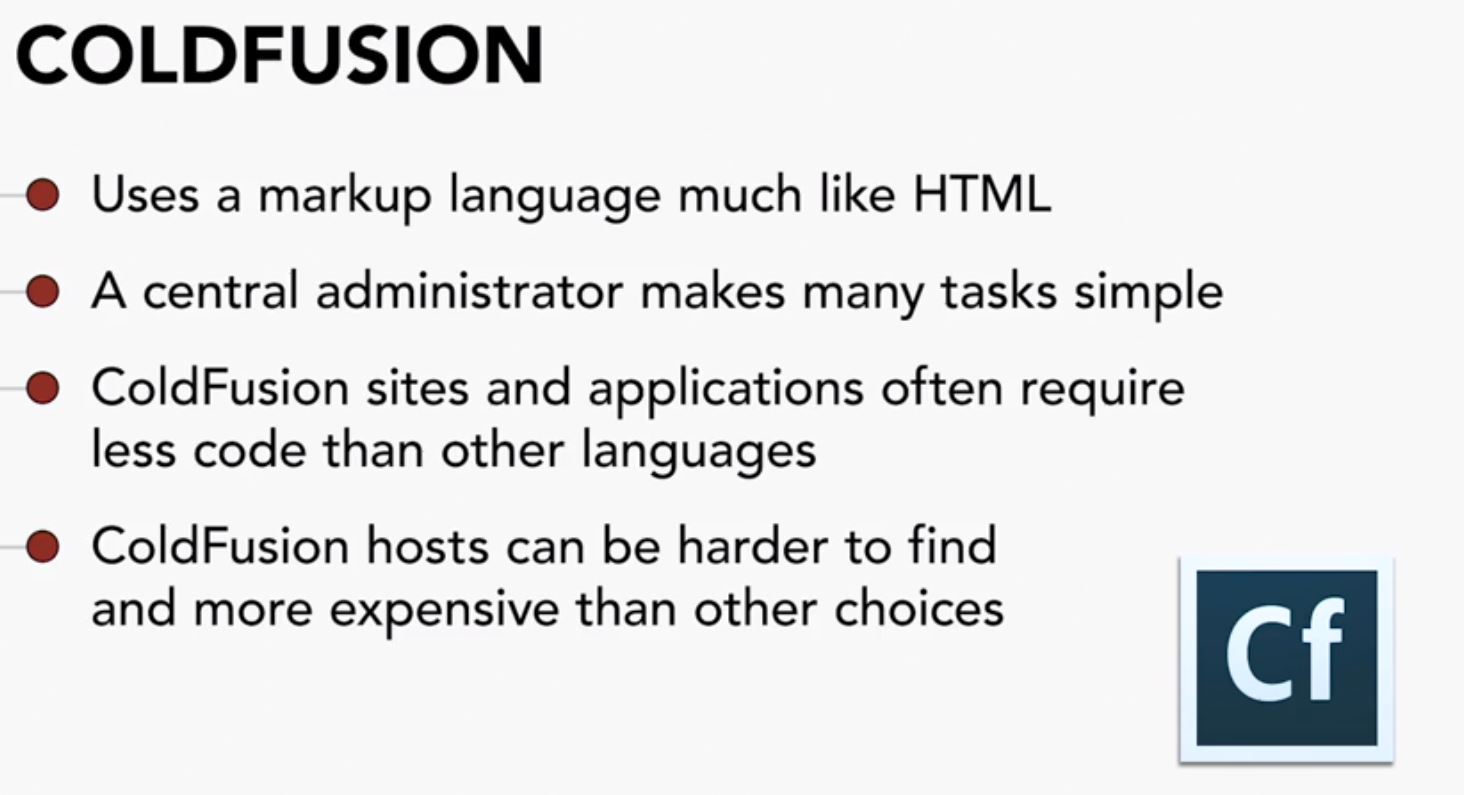 COLDFUSION
Uses a markup language much like HTML
A central administrator makes many tasks simple
ColdFusion sites and applications often require
less code than other languages
ColdFusion hosts can be harder to find
and more expensive than other choices
Cf